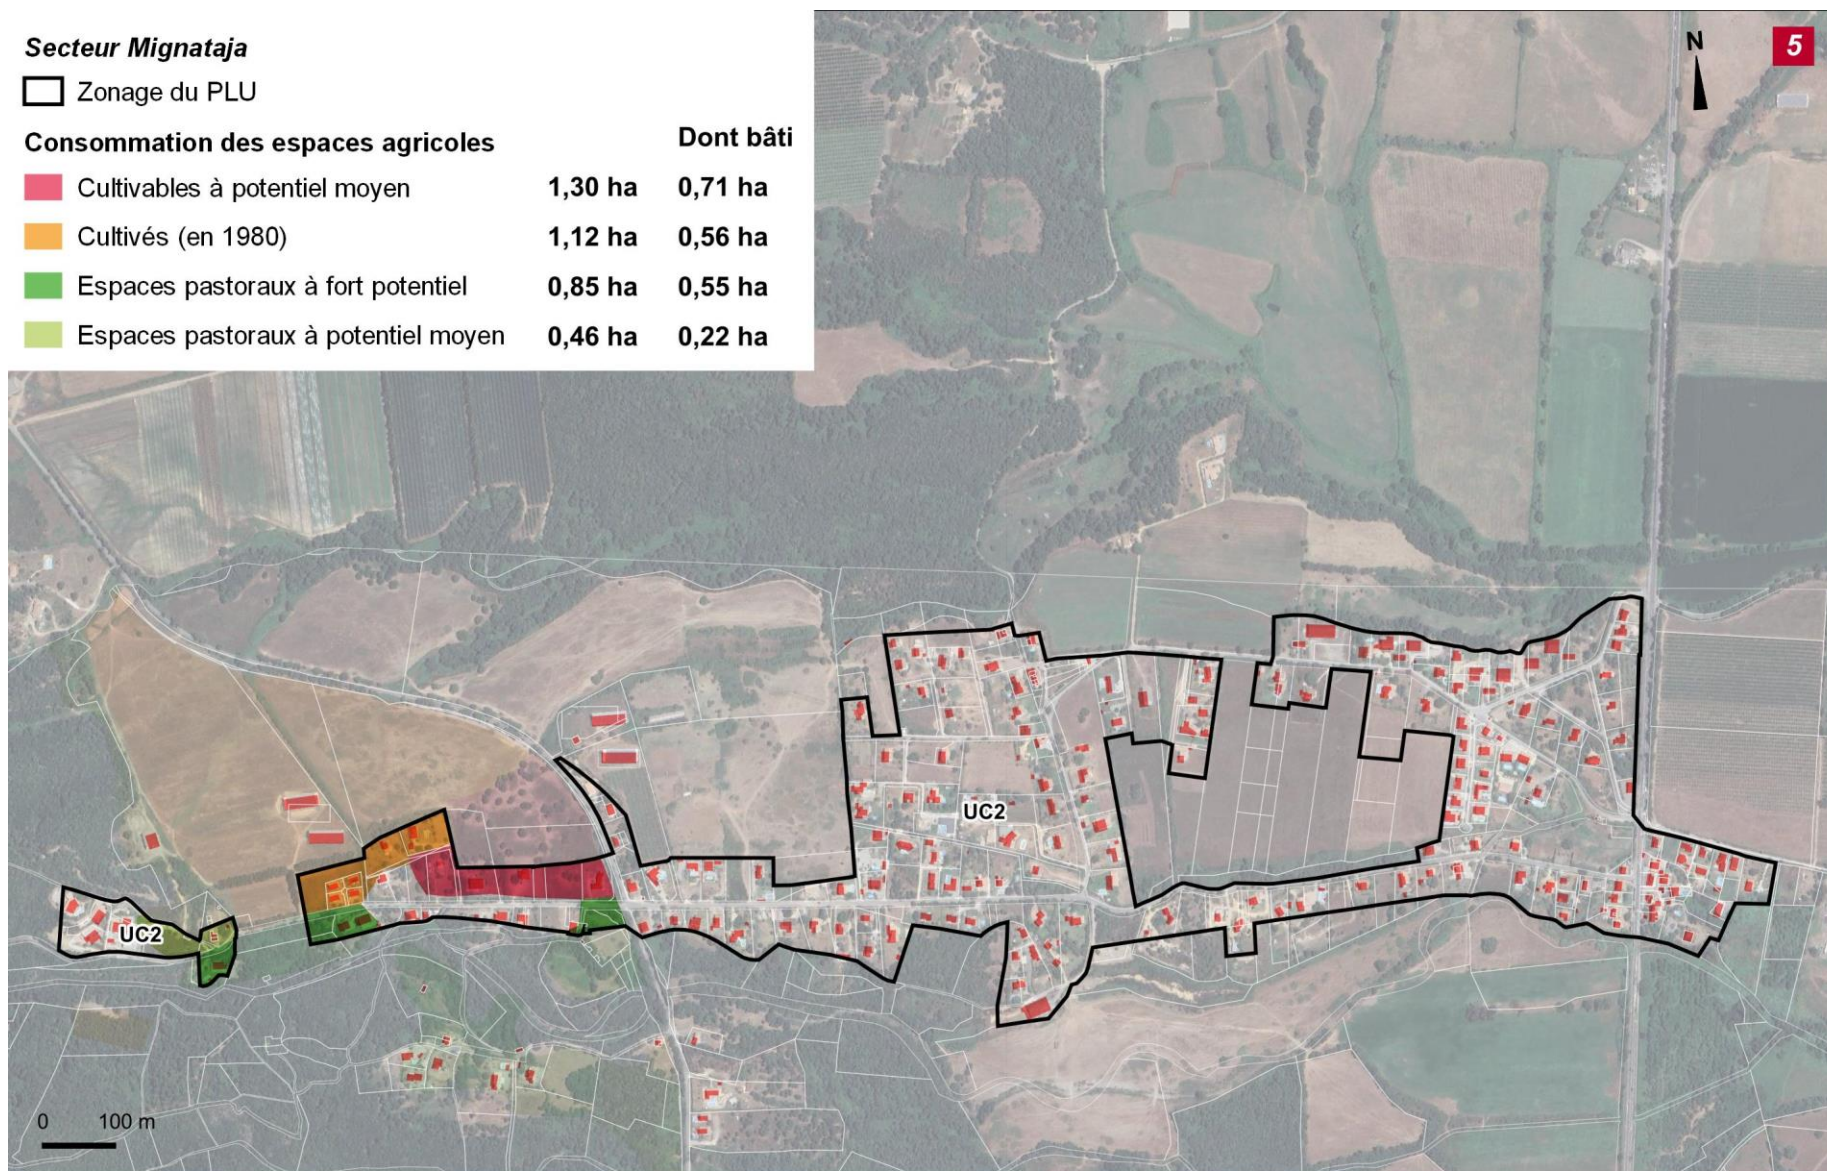 Secteur Mignataja
Zonage du PLU
Consommation des espaces agricoles Dont bâti
Cultivables à potentiel moyen 1,30 ha 0,71 ha
Cultivés (en 1980) 1,12 ha 0,56 ha
Espaces pastoraux à fort potentiel 0,85 ha 0,55 ha
Espaces pastoraux à potentiel moyen 0,46 ha 0,22 ha
N
5
UC2
UC2
0 100 m